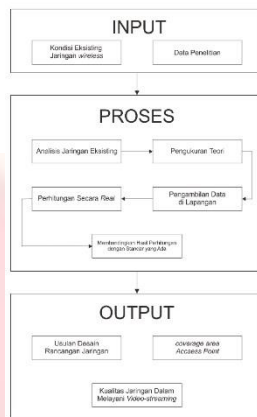 INPUT
Kondisi Eksisting
Jaringan wireless
Data Penelitian
PROSES
Analisis Jaringan Eksisting
Pengukuran Teori
Perhitungan Secara Real
Pengambilan Data
di Lapangan
Membandingkan Hasil Perhitungan
dengan Standar yang Ada
OUTPUT
Usulan Desain
Rancangan Jaringan
coverage area
Access Point
Kualitas Jaringan Dalam
Melayani Video-streaming